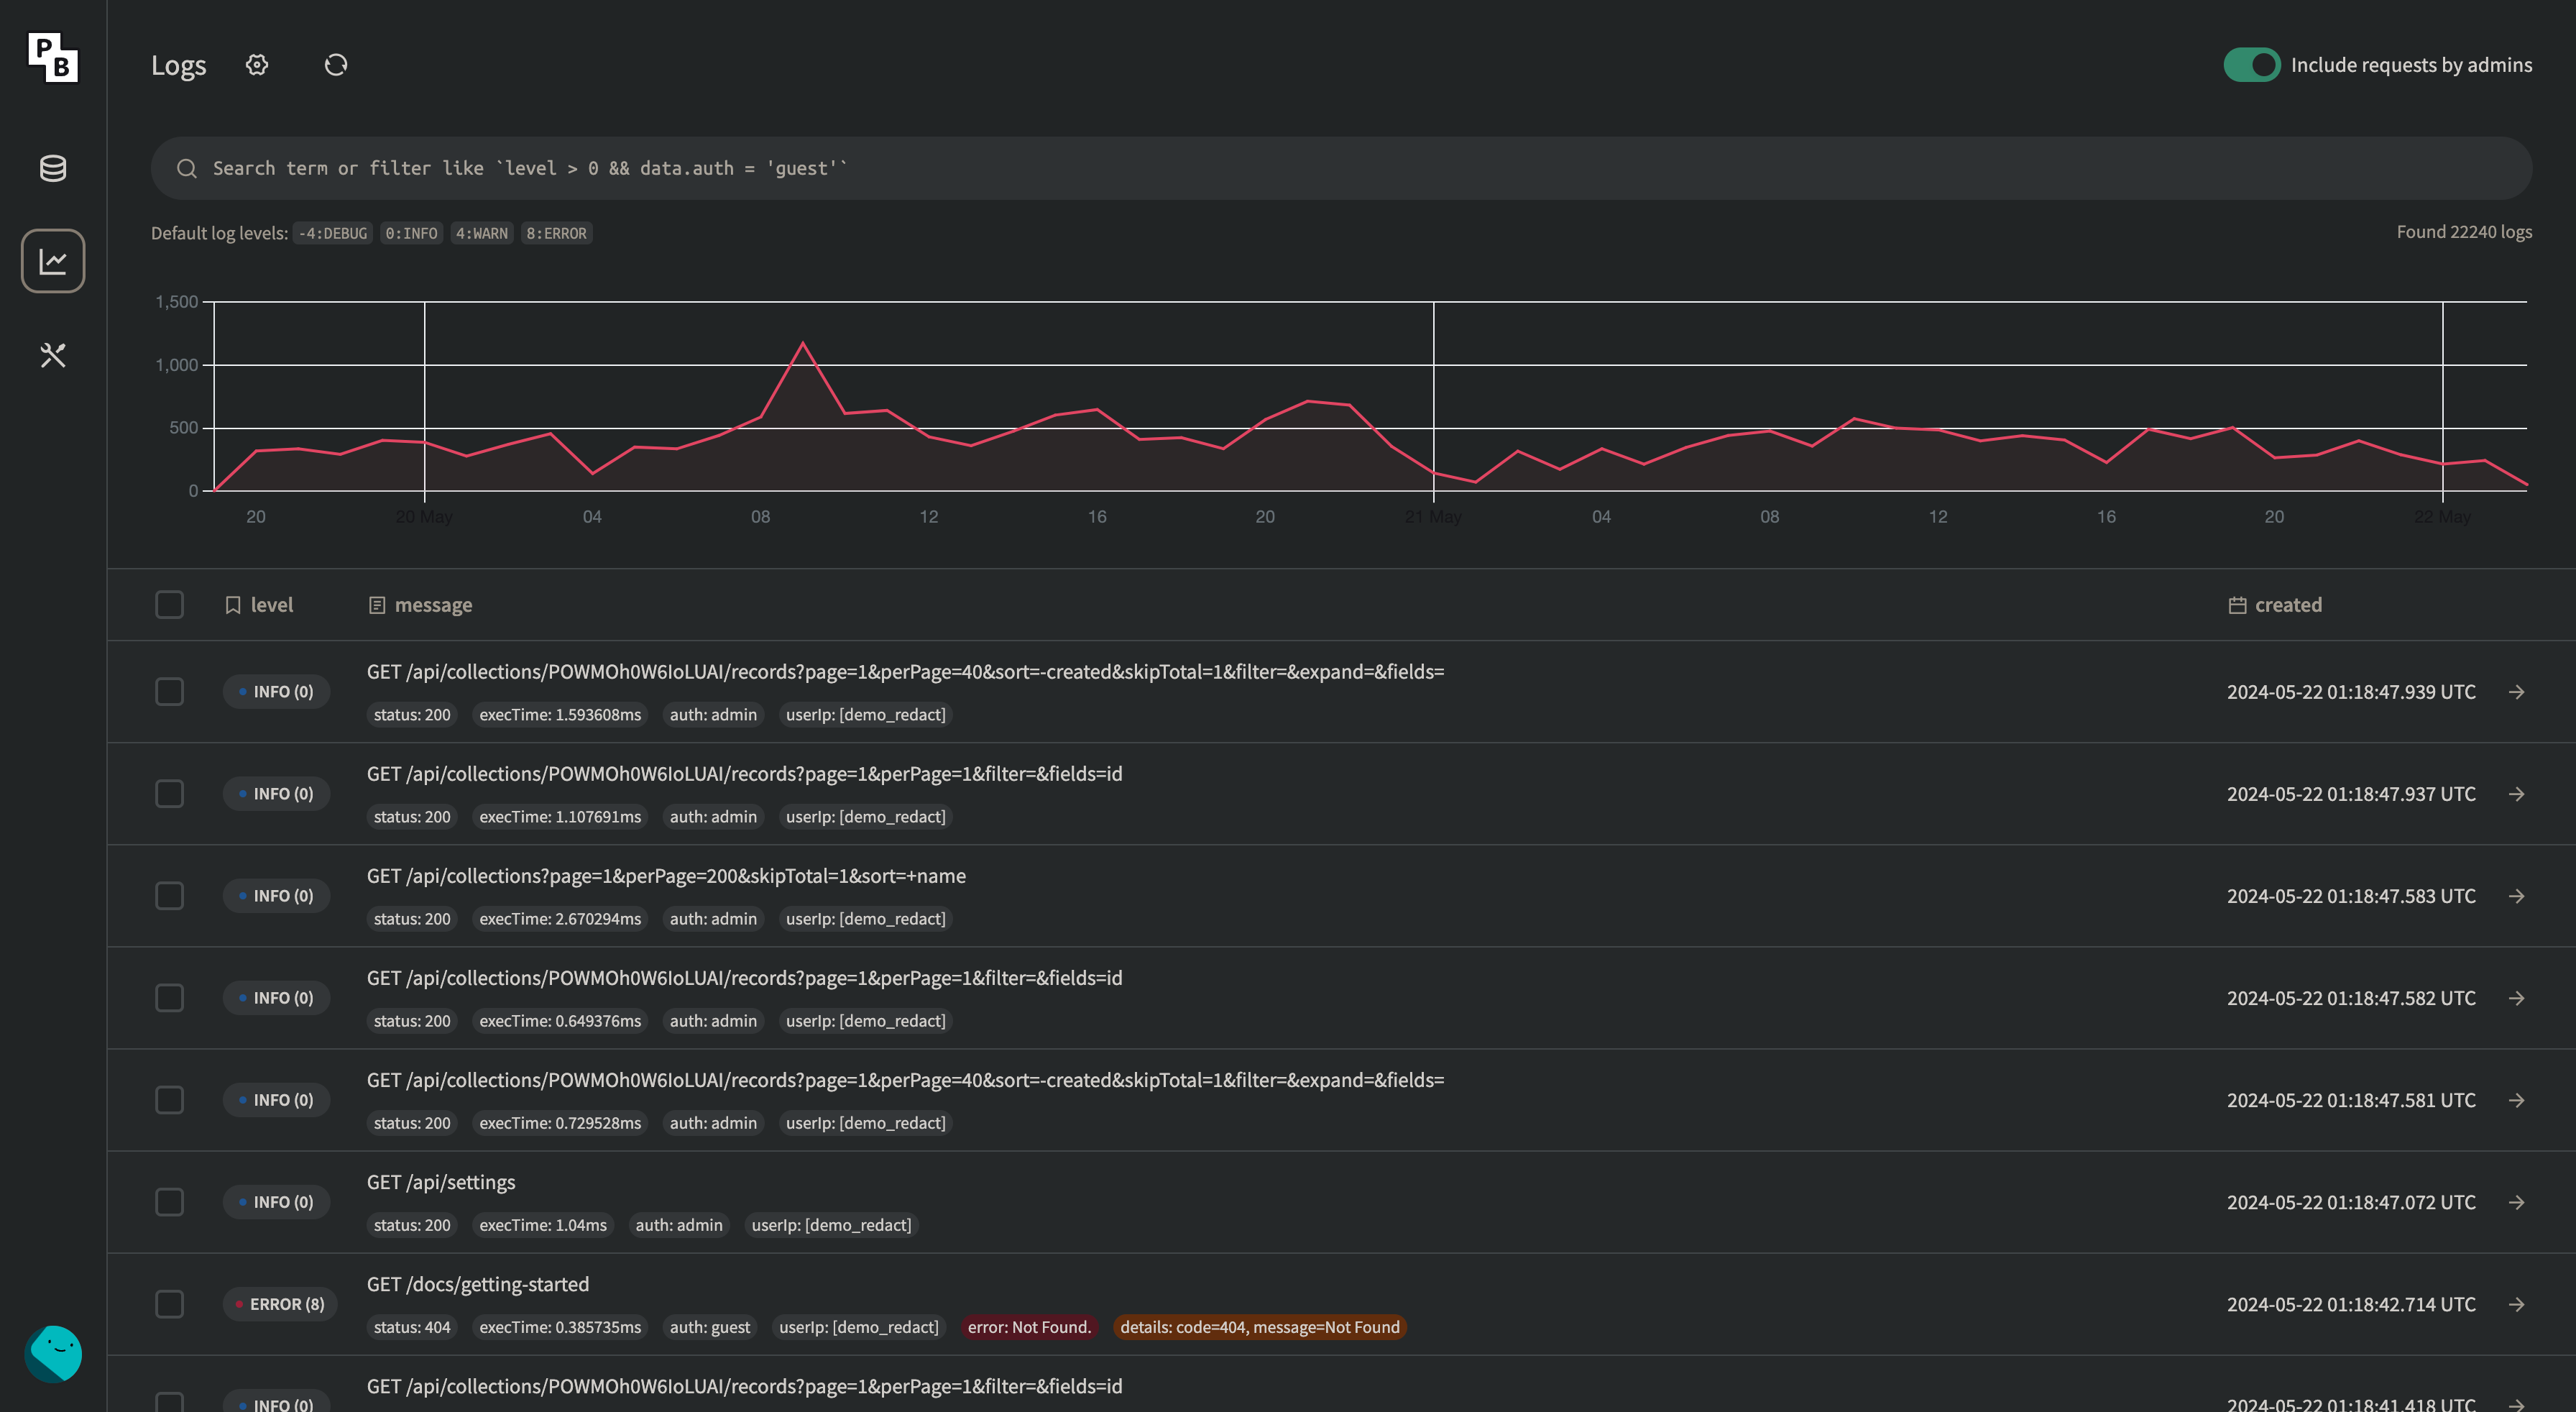 P
B
Logs
Include requests by admins
Search term or filter like `level > 0 && data.auth = 'guest'`
Default log levels: -4:DEBUG 0:INFO 4:WARN 8:ERROR
Found 22240 logs
1,500
1,000
500
0
20 20 May 04 08 12 16 20 21 May 04 08 12 16 20 22 May
level message created
GET /api/collections/POWMOh0W6IoLUAI/records?page=1&perPage=40&sort=-created&skipTotal=1&filter=&expand=&fields=
INFO (0) 2024-05-22 01:18:47.939 UTC
status: 200 execTime: 1.593608ms auth: admin userIp: [demo_redact]
GET /api/collections/POWMOh0W6IoLUAI/records?page=1&perPage=1&filter=&fields=id
INFO (0) 2024-05-22 01:18:47.937 UTC
status: 200 execTime: 1.107691ms auth: admin userIp: [demo_redact]
GET /api/collections?page=1&perPage=200&skipTotal=1&sort=+name
INFO (0) 2024-05-22 01:18:47.583 UTC
status: 200 execTime: 2.670294ms auth: admin userIp: [demo_redact]
GET /api/collections/POWMOh0W6IoLUAI/records?page=1&perPage=1&filter=&fields=id
INFO (0) 2024-05-22 01:18:47.582 UTC
status: 200 execTime: 0.649376ms auth: admin userIp: [demo_redact]
GET /api/collections/POWMOh0W6IoLUAI/records?page=1&perPage=40&sort=-created&skipTotal=1&filter=&expand=&fields=
INFO (0) 2024-05-22 01:18:47.581 UTC
status: 200 execTime: 0.729528ms auth: admin userIp: [demo_redact]
GET /api/settings
INFO (0) 2024-05-22 01:18:47.072 UTC
status: 200 execTime: 1.04ms auth: admin userIp: [demo_redact]
GET /docs/getting-started
ERROR (8) 2024-05-22 01:18:42.714 UTC
status: 404 execTime: 0.385735ms auth: guest userIp: [demo_redact] error: Not Found. details: code=404, message=Not Found
GET /api/collections/POWMOh0W6IoLUAI/records?page=1&perPage=1&filter=&fields=id
INFO (0) 2024-05-22 01:18:41.418 UTC